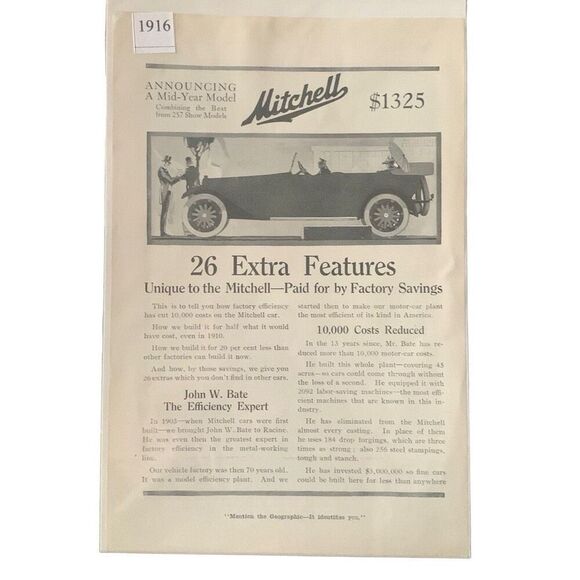 1916
ANNOUNCING
A Mid-Year Model
Combining the Best
from 257 Show Models
Mitchell
$1325
26 Extra Features
Unique to the Mitchell—Paid for by Factory Savings
This is to tell you how factory efficiency
has cut 10,000 costs on the Mitchell car.
How we build it for half what it would
have cost, even in 1910.
How we build it for 20 per cent less than
other factories can build it now.
And how, by those savings, we give you
26 extras which you don't find in other cars.
John W. Bate
The Efficiency Expert
In 1903—when Mitchell cars were first
built—we brought John W. Bate to Racine.
He was even then the greatest expert in
factory efficiency in the metal-working
line.
Our vehicle factory was then 70 years old.
It was a model efficiency plant. And we
started then to make our motor-car plant
the most efficient of its kind in America.
10,000 Costs Reduced
In the 13 years since, Mr. Bate has re-
duced more than 10,000 motor-car costs.
He built this whole plant—covering 45
acres—so cars could come through without
the loss of a second. He equipped it with
2092 labor-saving machines—the most effi-
cient machines that are known in this in-
dustry.
He has eliminated from the Mitchell
almost every casting. In place of them
he uses 184 drop forgings, which are three
times as strong; also 256 steel stampings,
tough and stanch.
He has invested $5,000,000 so fine cars
could be built here for less than anywhere
"Mention the Geographic—It identifies you."